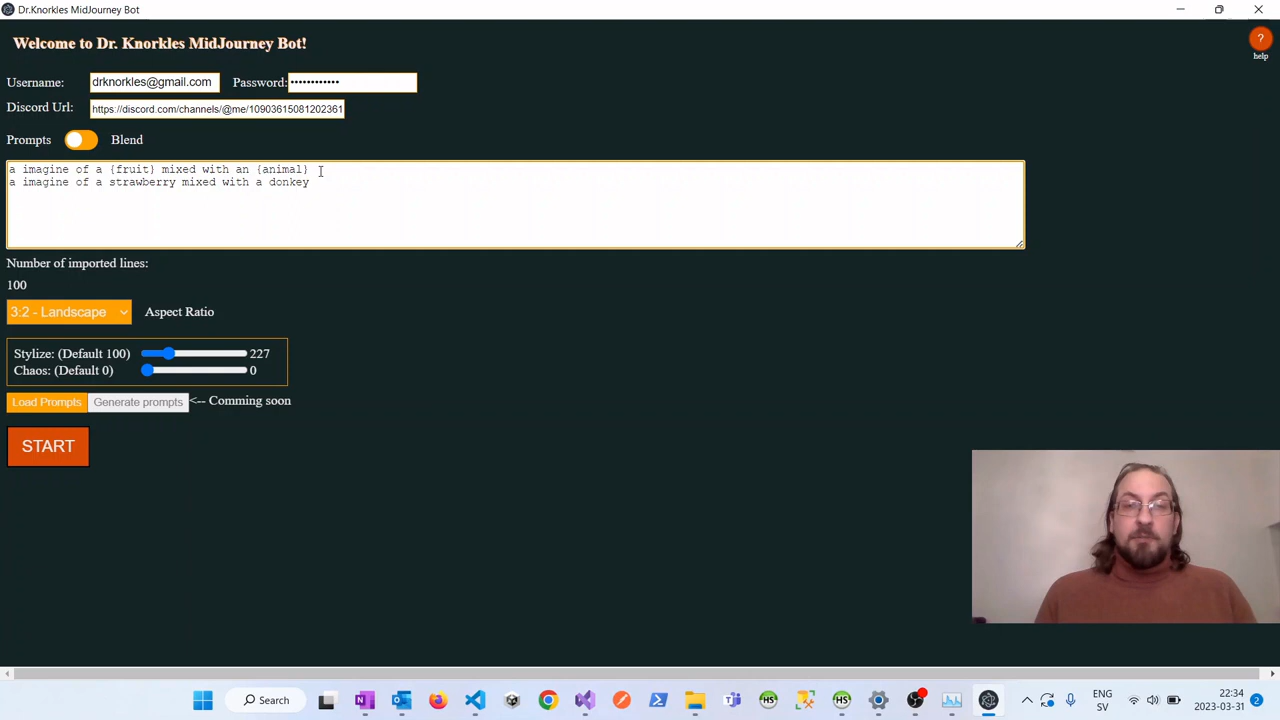 Dr.Knorkles MidJourney Bot
Welcome to Dr. Knorkles MidJourney Bot!
?
help
Username: drknorkles@gmail.com Password: ••••••••••••
Discord Url: https://discord.com/channels/@me/10903615081202361
Prompts Blend
a imagine of a {fruit} mixed with an {animal}
a imagine of a strawberry mixed with a donkey
Number of imported lines:
100
3:2 - Landscape Aspect Ratio
Stylize: (Default 100) 227
Chaos: (Default 0) 0
Load Prompts Generate prompts <-- Comming soon
START
Search
ENG
SV
22:34
2023-03-31
2